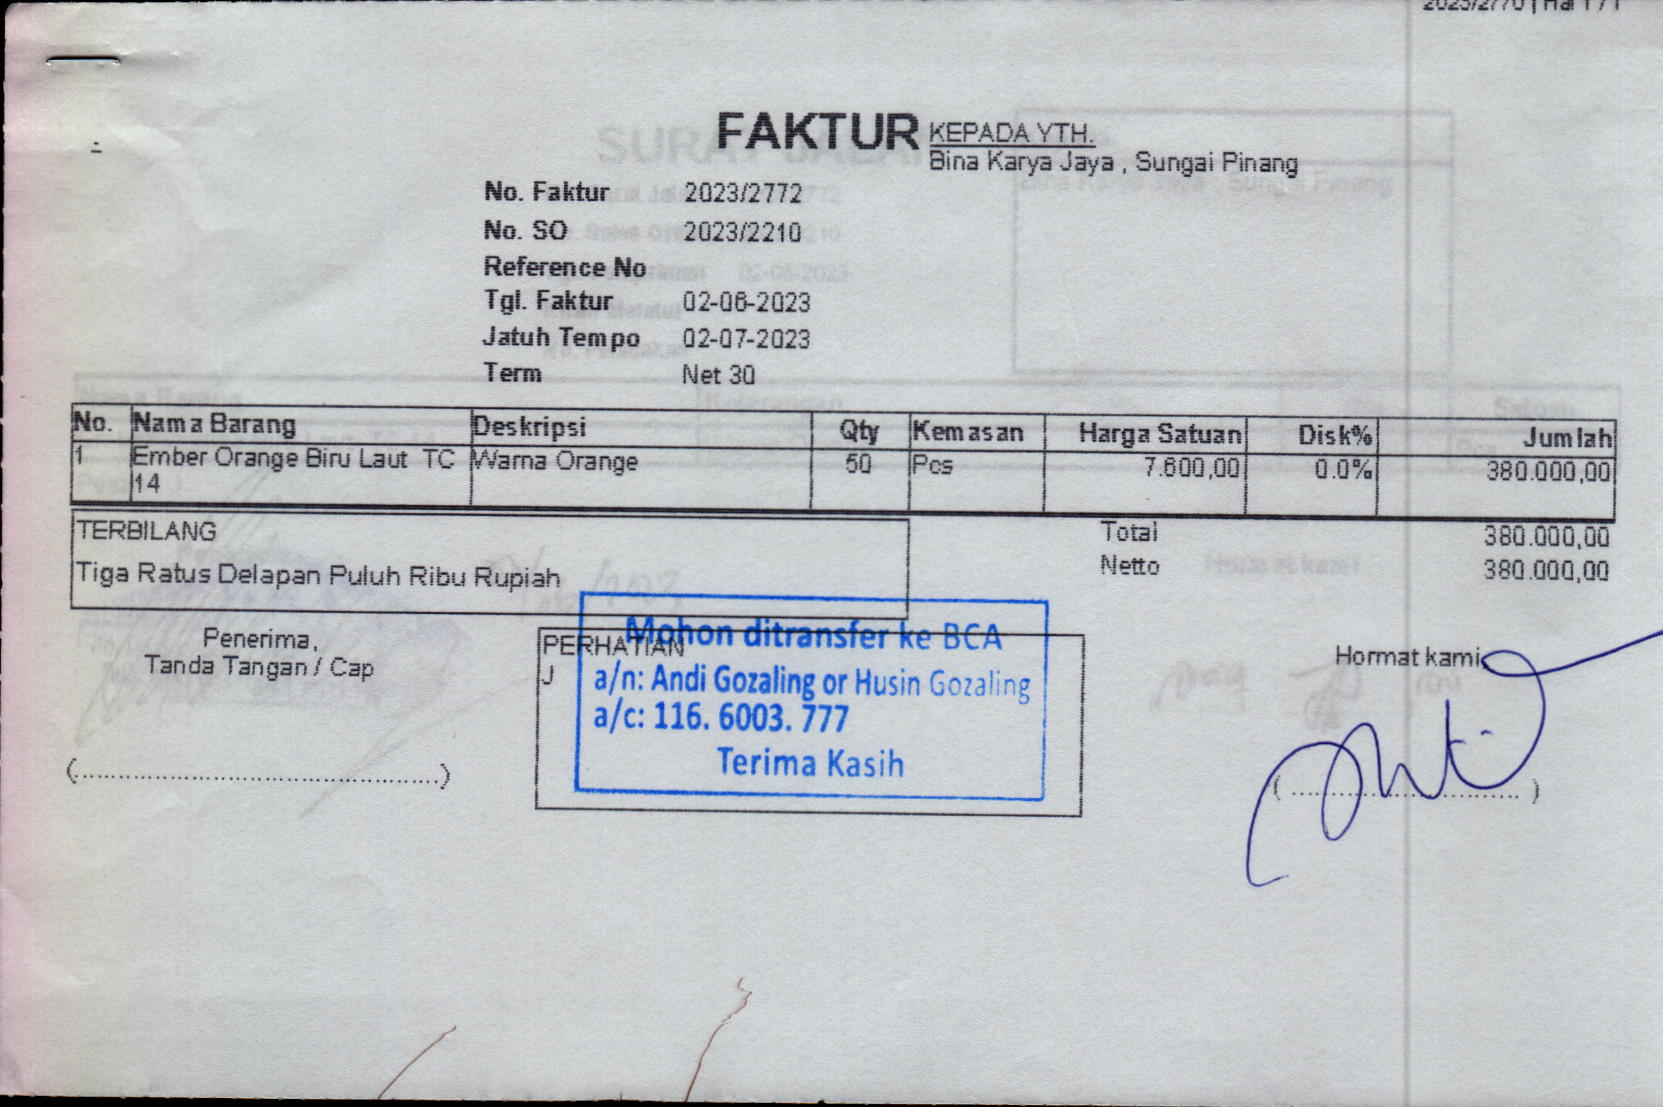 2023/2770 | Hal 1 / 1
FAKTUR
KEPADA YTH.
Bina Karya Jaya , Sungai Pinang
No. Faktur 2023/2772
No. SO 2023/2210
Reference No
Tgl. Faktur 02-06-2023
Jatuh Tempo 02-07-2023
Term Net 30
No. Nama Barang Deskripsi Qty Kemasan Harga Satuan Disk% Jumlah
1 Ember Orange Biru Laut TC Warna Orange 50 Pcs 7.600,00 0.0% 380.000,00
14
TERBILANG
Tiga Ratus Delapan Puluh Ribu Rupiah
Total 380.000,00
Netto 380.000,00
Penerima,
Tanda Tangan / Cap
(...............................................)
PERHATIAN
J
Mohon ditransfer ke BCA
a/n: Andi Gozaling or Husin Gozaling
a/c: 116. 6003. 777
Terima Kasih
Hormat kami
(................................)